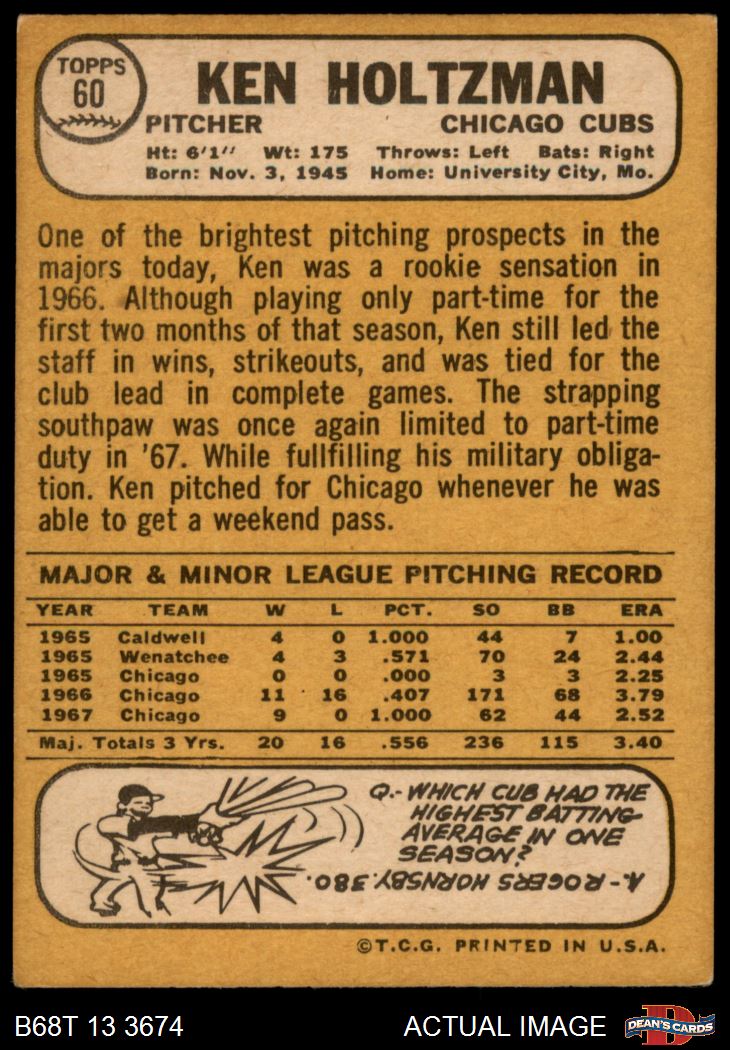 TOPPS
60
KEN HOLTZMAN
PITCHER CHICAGO CUBS
Ht: 6'1" Wt: 175 Throws: Left Bats: Right
Born: Nov. 3, 1945 Home: University City, Mo.
One of the brightest pitching prospects in the
majors today, Ken was a rookie sensation in
1966. Although playing only part-time for the
first two months of that season, Ken still led the
staff in wins, strikeouts, and was tied for the
club lead in complete games. The strapping
southpaw was once again limited to part-time
duty in '67. While fullfilling his military obliga-
tion. Ken pitched for Chicago whenever he was
able to get a weekend pass.
MAJOR & MINOR LEAGUE PITCHING RECORD
YEAR TEAM W L PCT. SO BB ERA
1965 Caldwell 4 0 1.000 44 7 1.00
1965 Wenatchee 4 3 .571 70 24 2.44
1965 Chicago 0 0 .000 3 3 2.25
1966 Chicago 11 16 .407 171 68 3.79
1967 Chicago 9 0 1.000 62 44 2.52
Maj. Totals 3 Yrs. 20 16 .556 236 115 3.40
Q.- WHICH CUB HAD THE
HIGHEST BATTING
AVERAGE IN ONE
SEASON?
A.- ROGERS HORNSBY .380.
©T.C.G. PRINTED IN U.S.A.
B68T 13 3674 ACTUAL IMAGE D DEAN'S CARDS